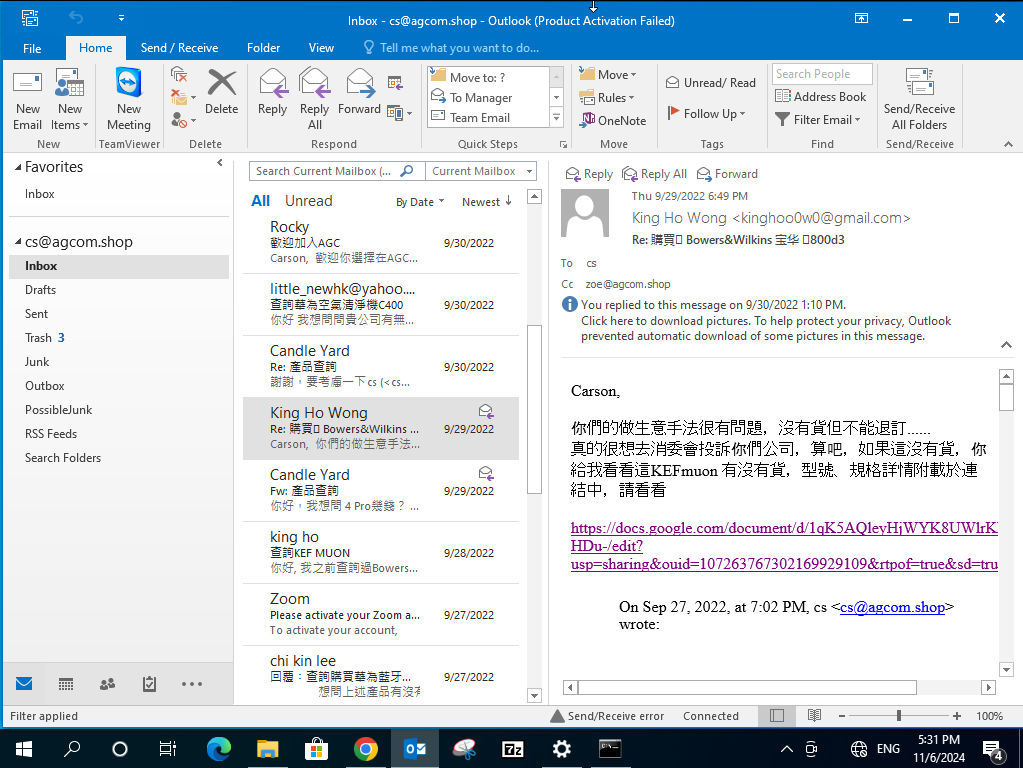 Inbox - cs@agcom.shop - Outlook (Product Activation Failed)
File Home Send / Receive Folder View Tell me what you want to do...
New Email
New Items
New Meeting
Delete
Reply
Reply All
Forward
Move to: ?
To Manager
Team Email
Move
Rules
OneNote
Unread/ Read
Follow Up
Search People
Address Book
Filter Email
Send/Receive All Folders
New TeamViewer Delete Respond Quick Steps Move Tags Find Send/Receive
Favorites
Inbox
cs@agcom.shop
Inbox
Drafts
Sent
Trash 3
Junk
Outbox
PossibleJunk
RSS Feeds
Search Folders
Search Current Mailbox (... Current Mailbox
All Unread By Date Newest ↓
Rocky
歡迎加入AGC 9/30/2022
Carson, 歡迎你選擇在AGC...
little_newhk@yahoo....
查詢華為空氣清淨機C400 9/30/2022
你好 我想問問貴公司有無...
Candle Yard
Re: 產品查詢 9/30/2022
謝謝，要考慮一下 cs (<cs...
King Ho Wong
Re: 購買 Bowers&Wilkins ... 9/29/2022
Carson, 你們的做生意手法...
Candle Yard
Fw: 產品查詢 9/29/2022
你好，我想問 4 Pro幾錢？ ...
king ho
查詢KEF MUON 9/28/2022
你好, 我之前查詢過Bowers...
Zoom
Please activate your Zoom a... 9/27/2022
To activate your account,
chi kin lee
回覆：查詢購買華為藍牙... 9/27/2022
想問上述產品有沒有
Reply Reply All Forward
Thu 9/29/2022 6:49 PM
King Ho Wong <kinghoo0w0@gmail.com>
Re: 購買 Bowers&Wilkins 宝华 800d3
To cs
Cc zoe@agcom.shop
You replied to this message on 9/30/2022 1:10 PM.
Click here to download pictures. To help protect your privacy, Outlook
prevented automatic download of some pictures in this message.
Carson,
你們的做生意手法很有問題，沒有貨但不能退訂......
真的很想去消委會投訴你們公司，算吧，如果這沒有貨，你
給我看看這KEFmuon 有沒有貨，型號、規格詳情附載於連
結中，請看看
https://docs.google.com/document/d/1qK5AQleyHjWYK8UWlrK
HDu-/edit?
usp=sharing&ouid=107263767302169929109&rtpof=true&sd=tru
On Sep 27, 2022, at 7:02 PM, cs <cs@agcom.shop>
wrote:
Filter applied Send/Receive error Connected 100%
ENG 5:31 PM
11/6/2024
4